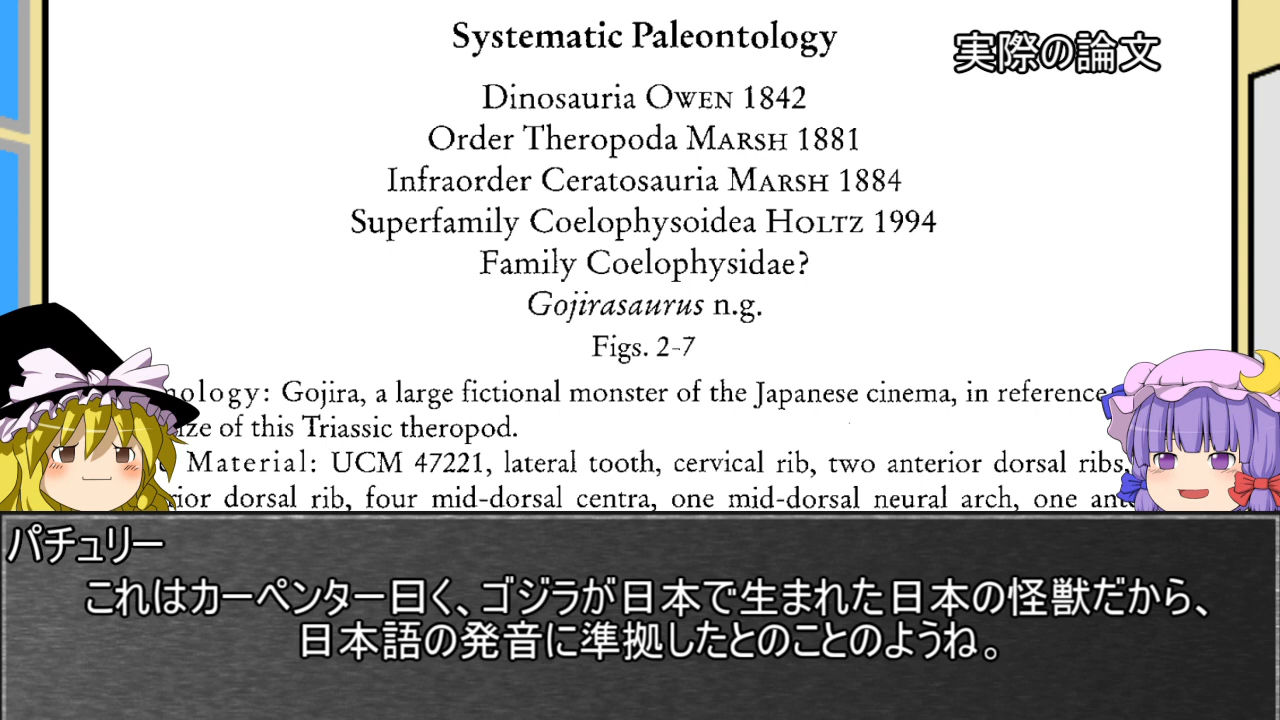 Systematic Paleontology
実際の論文
Dinosauria OWEN 1842
Order Theropoda MARSH 1881
Infraorder Ceratosauria MARSH 1884
Superfamily Coelophysoidea HOLTZ 1994
Family Coelophysidae?
Gojirasaurus n.g.
Figs. 2-7
ology: Gojira, a large fictional monster of the Japanese cinema, in reference
ize of this Triassic theropod.
Material: UCM 47221, lateral tooth, cervical rib, two anterior dorsal ribs,
ior dorsal rib, four mid-dorsal centra, one mid-dorsal neural arch, one ant
パチュリー
これはカーペンター曰く、ゴジラが日本で生まれた日本の怪獣だから、
日本語の発音に準拠したとのことのようね。